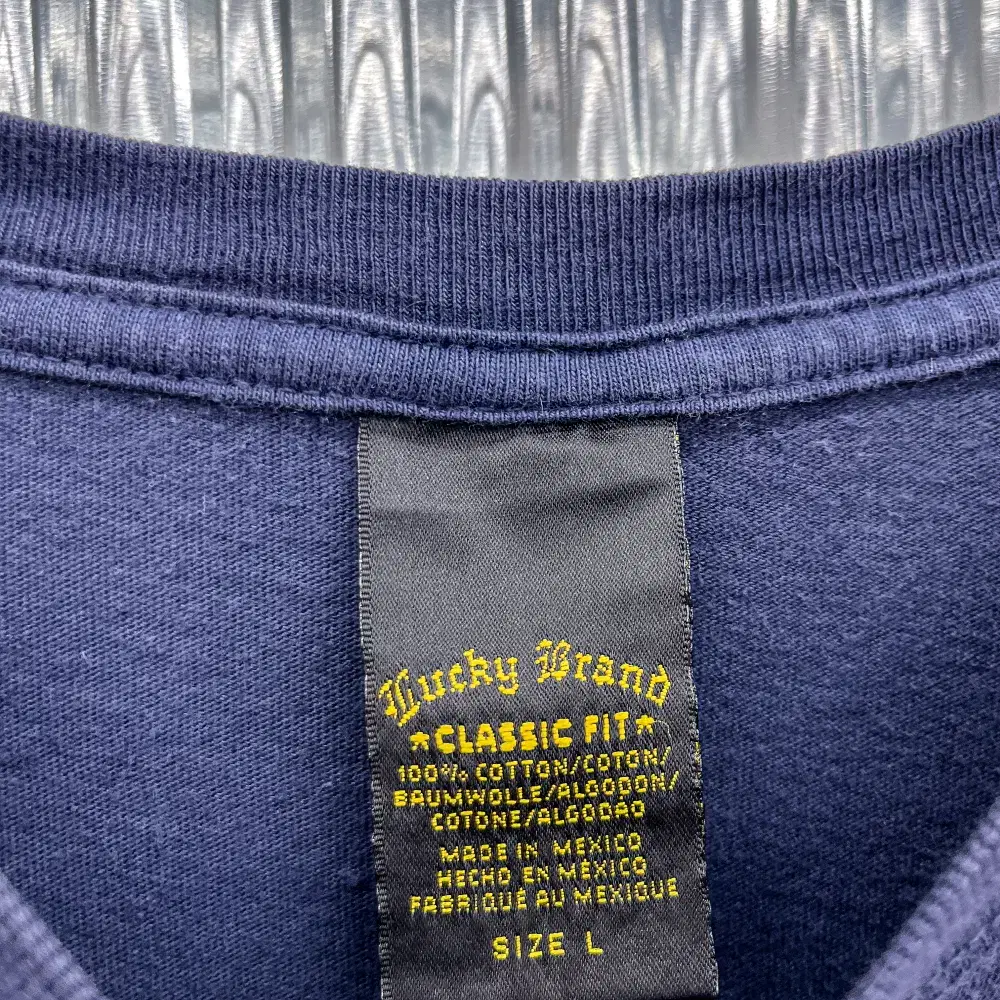 Lucky Brand
★CLASSIC FIT★
100% COTTON/COTON/
BAUMWOLLE/ALGODON/
COTONE/ALGODAO
MADE IN MEXICO
HECHO EN MÉXICO
FABRIQUÉ AU MEXIQUE
SIZE L